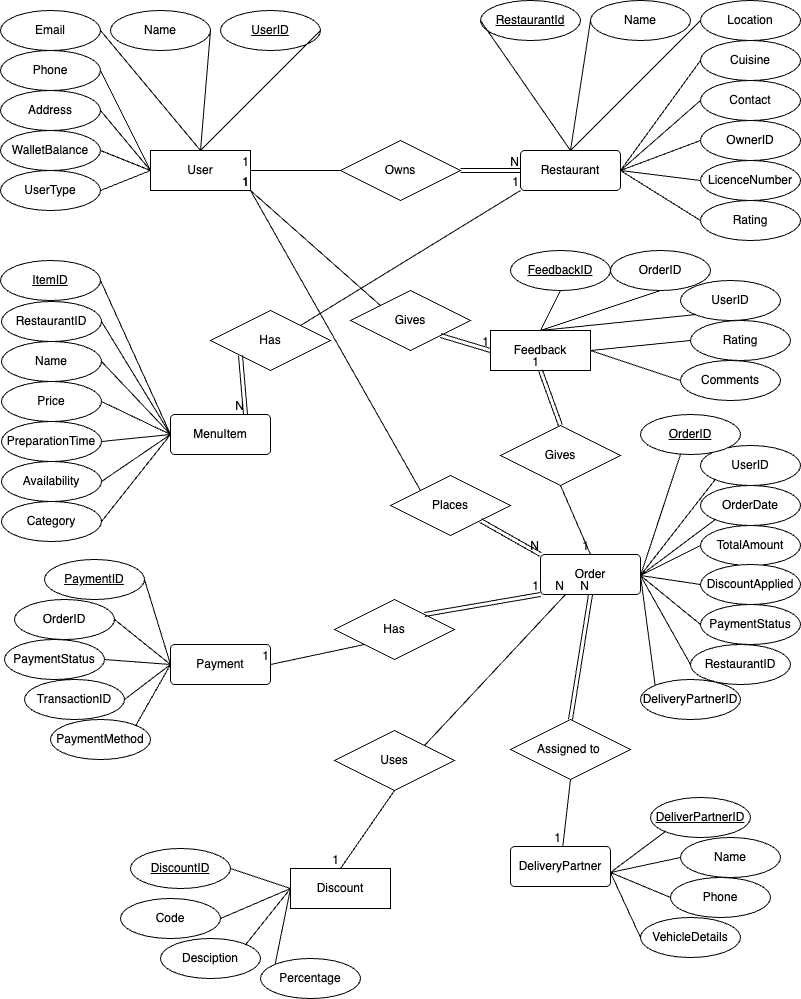 Email
Name
UserID
RestaurantId
Name
Location
Phone
Cuisine
Address
Contact
WalletBalance
OwnerID
UserType
LicenceNumber
Rating
User
1
1
Owns
N
1
Restaurant
ItemID
RestaurantID
Name
Price
PreparationTime
Availability
Category
Has
N
MenuItem
Gives
1
Feedback
1
FeedbackID
OrderID
UserID
Rating
Comments
Gives
1
Places
N
Order
1
N
N
OrderID
UserID
OrderDate
TotalAmount
DiscountApplied
PaymentStatus
RestaurantID
DeliveryPartnerID
PaymentID
OrderID
PaymentStatus
TransactionID
PaymentMethod
Payment
1
Has
Uses
Assigned to
1
1
DiscountID
Code
Desciption
Percentage
Discount
DeliveryPartner
DeliverPartnerID
Name
Phone
VehicleDetails